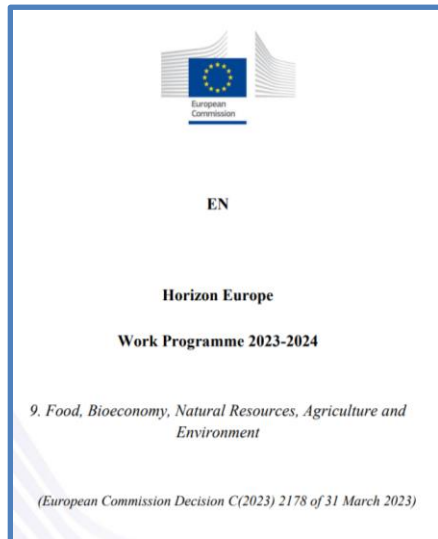 European
Commission
EN
Horizon Europe
Work Programme 2023-2024
9. Food, Bioeconomy, Natural Resources, Agriculture and
Environment
(European Commission Decision C(2023) 2178 of 31 March 2023)